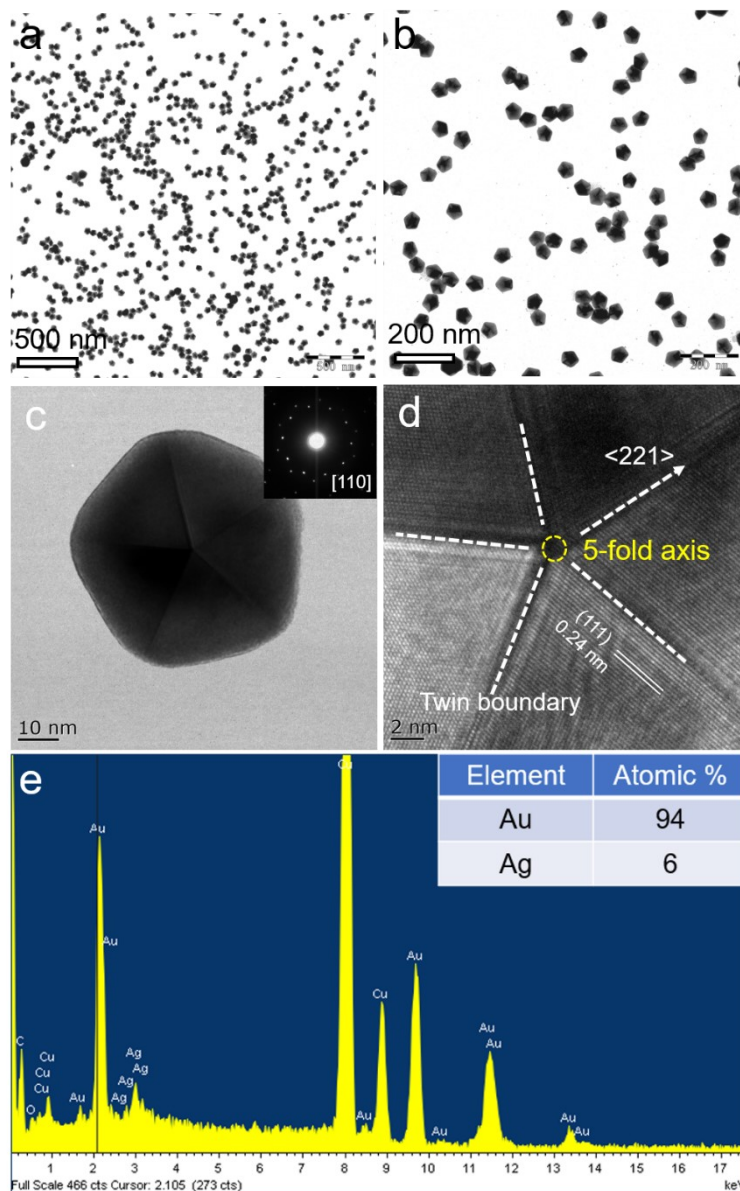 a
500 nm
500 nm
b
200 nm
200 nm
c
[110]
10 nm
d
<221>
5-fold axis
(111)
0.24 nm
Twin boundary
2 nm
e
Element Atomic %
Au 94
Ag 6
Cu
Au
Au
Au
Cu
Au
Au
C
Cu
Cu
Cu
O
Au
Ag
Ag
Ag
Ag
Au
Au
Au
Au
1 2 3 4 5 6 7 8 9 10 11 12 13 14 15 16 17
Full Scale 466 cts Cursor: 2.105 (273 cts)
keV